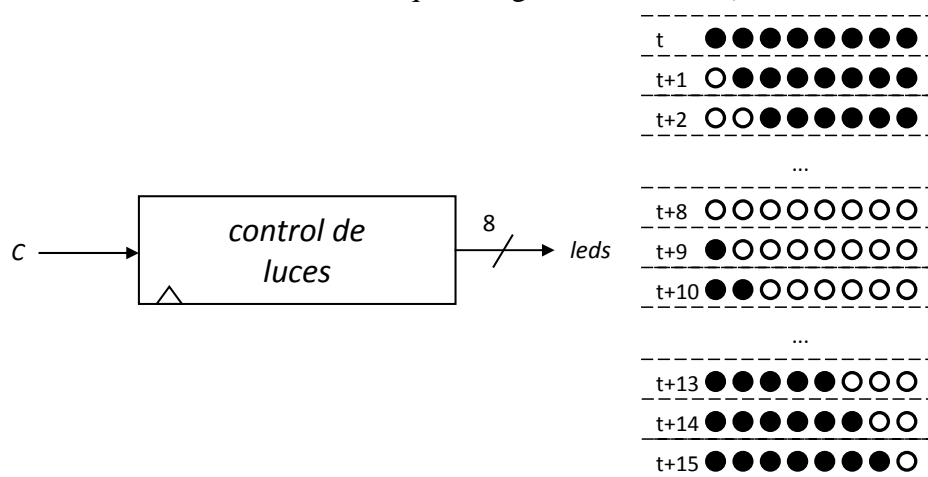 C
control de
luces
8
leds
t
t+1
t+2
...
t+8
t+9
t+10
...
t+13
t+14
t+15